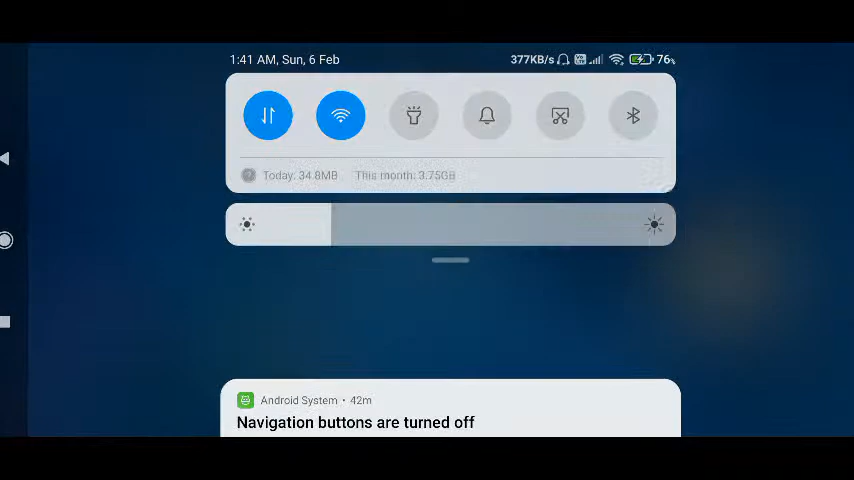 1:41 AM, Sun, 6 Feb 377KB/s 76%
Today: 34.8MB This month: 3.75GB
Android System • 42m
Navigation buttons are turned off